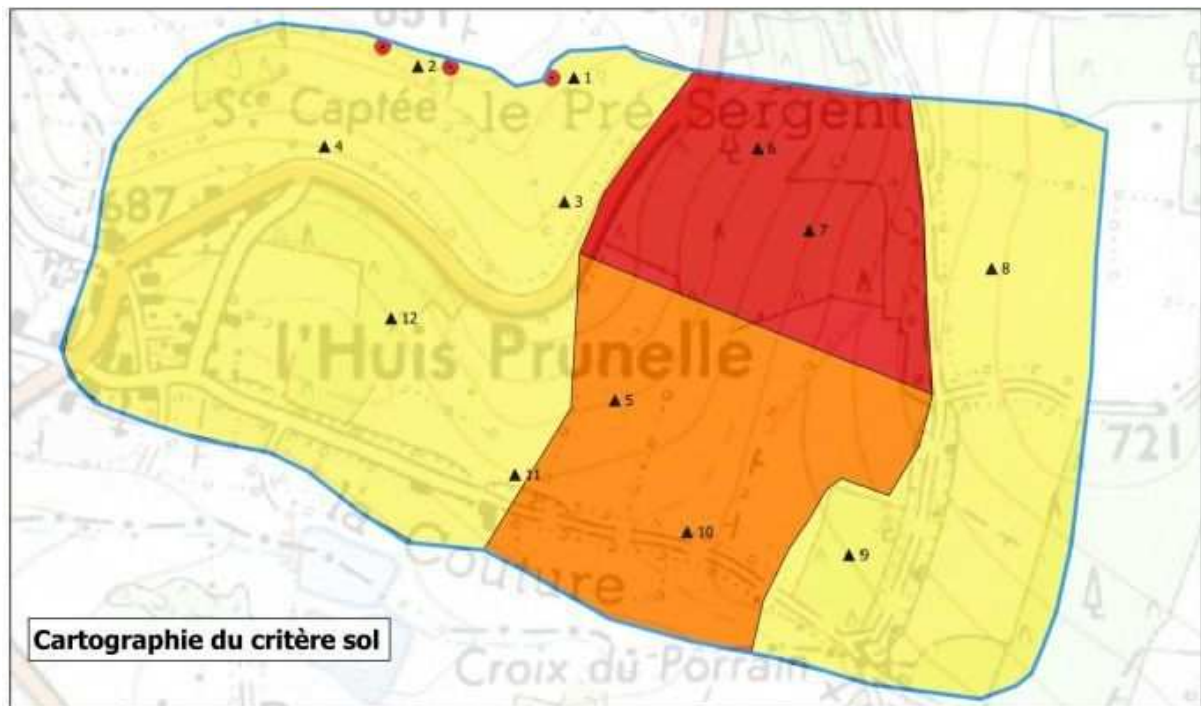 651
2
1
Sce Captée
le Pré Sergent
4
6
3
687
7
8
12
l'Huis Prunelle
5
721
11
10
la Couture
9
Cartographie du critère sol
Croix du Porrain